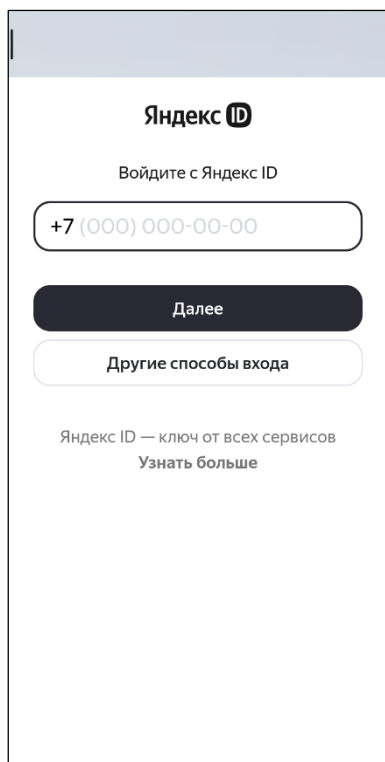 Яндекс ID
Войдите с Яндекс ID
+7 (000) 000-00-00
Далее
Другие способы входа
Яндекс ID — ключ от всех сервисов
Узнать больше